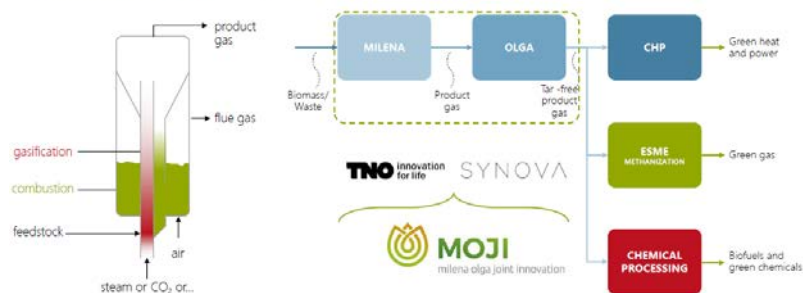 product
gas
flue gas
gasification
combustion
feedstock
air
steam or CO₂ or...
MILENA
OLGA
CHP
Green heat
and power
Biomass/
Waste
Product
gas
Tar -free
product
gas
ESME
METHANIZATION
Green gas
TNO innovation
for life
SYNOVA
MOJI
milena olga joint innovation
CHEMICAL
PROCESSING
Biofuels and
green chemicals